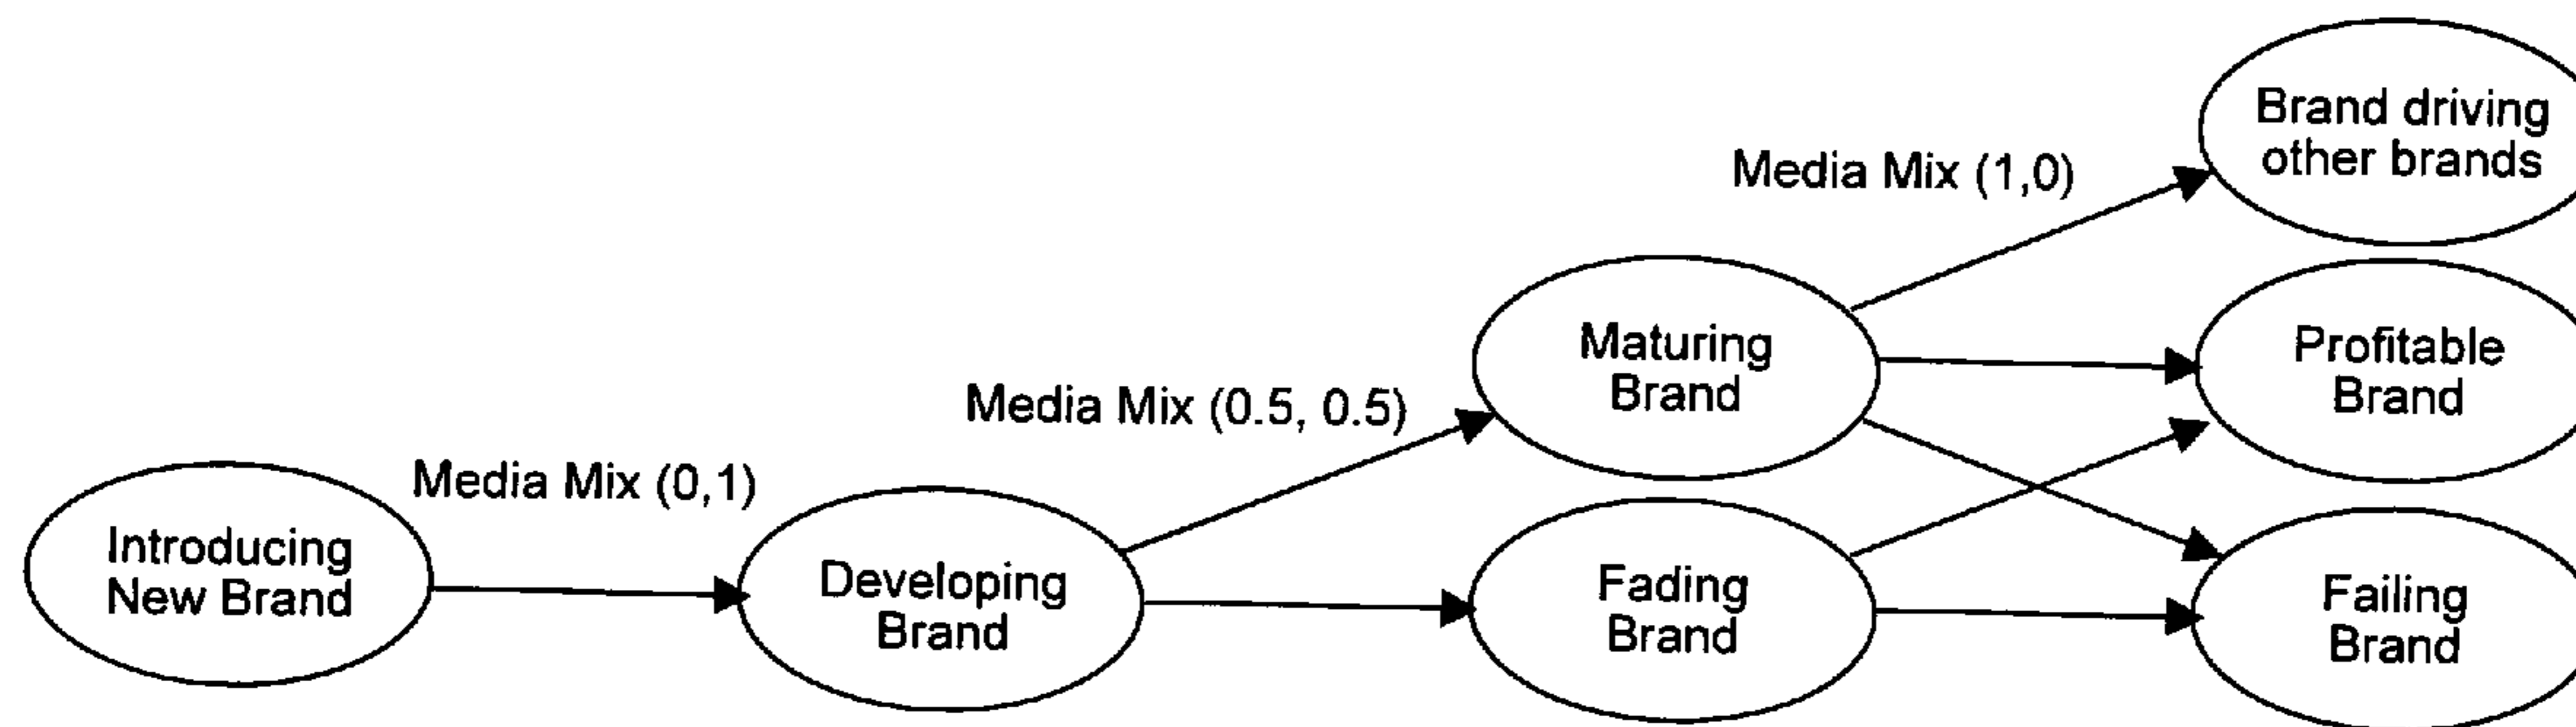 Introducing
New Brand
Media Mix (0,1)
Developing
Brand
Media Mix (0.5, 0.5)
Maturing
Brand
Fading
Brand
Media Mix (1,0)
Brand driving
other brands
Profitable
Brand
Failing
Brand